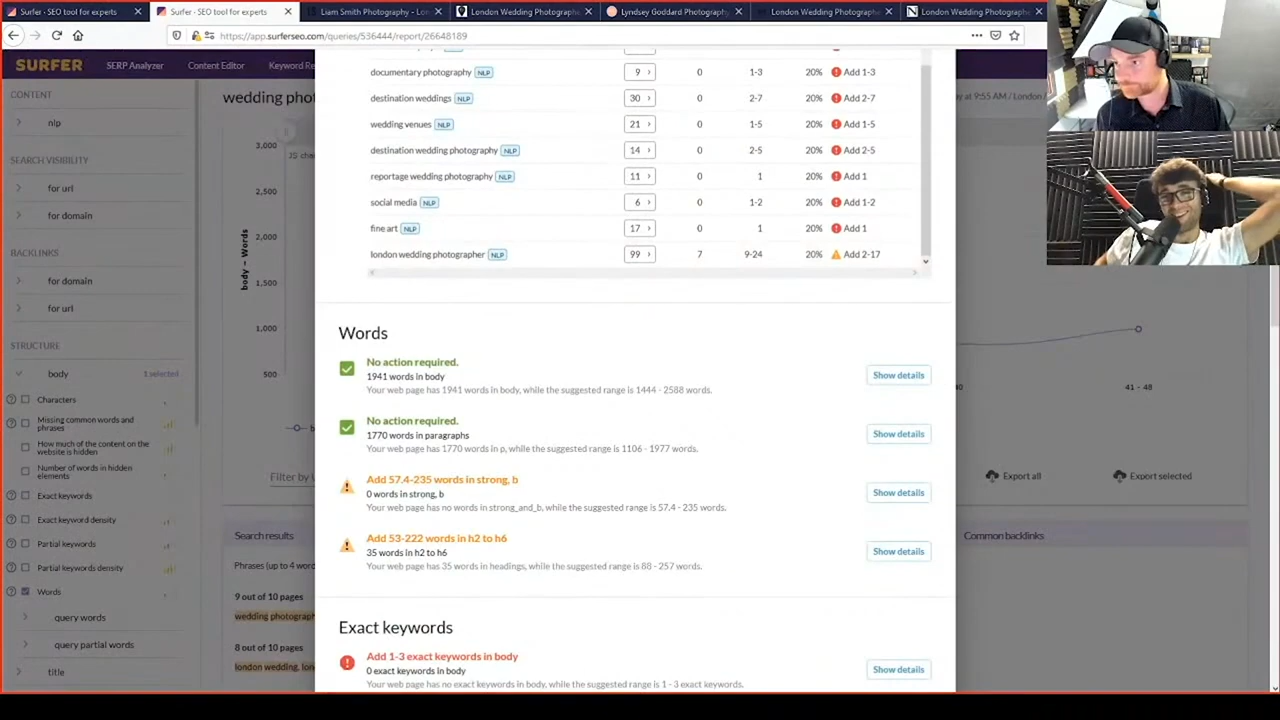 Surfer - SEO tool for experts
Surfer - SEO tool for experts
Liam Smith Photography - Lon
London Wedding Photographe
Lyndsey Goddard Photography
London Wedding Photographe
London Wedding Photographe
https://app.surferseo.com/queries/536444/report/26648189
SURFER
SERP Analyzer
Content Editor
Keyword Re
CONTENT
nlp
SEARCH VISIBILITY
for url
for domain
BACKLINKS
for domain
for url
STRUCTURE
body
1 selected
Characters
Missing common words and phrases
How much of the content on the website is hidden
Number of words in hidden elements
Exact keywords
Exact keyword density
Partial keywords
Partial keywords density
Words
query words
query partial words
title
wedding phot
ay at 9:55 AM / London
3,000
2,500
2,000
1,500
1,000
500
body - Words
41 - 48
Filter by
Export all
Export selected
Search results
Common backlinks
Phrases (up to 4 word
9 out of 10 pages
wedding photograph
8 out of 10 pages
london wedding, lon
documentary photography NLP 9 0 1-3 20% Add 1-3
destination weddings NLP 30 0 2-7 20% Add 2-7
wedding venues NLP 21 0 1-5 20% Add 1-5
destination wedding photography NLP 14 0 2-5 20% Add 2-5
reportage wedding photography NLP 11 0 1 20% Add 1
social media NLP 6 0 1-2 20% Add 1-2
fine art NLP 17 0 1 20% Add 1
london wedding photographer NLP 99 7 9-24 20% Add 2-17
Words
No action required.
1941 words in body
Your web page has 1941 words in body, while the suggested range is 1444 - 2588 words.
Show details
No action required.
1770 words in paragraphs
Your web page has 1770 words in p, while the suggested range is 1106 - 1977 words.
Show details
Add 57.4-235 words in strong, b
0 words in strong, b
Your web page has no words in strong_and_b, while the suggested range is 57.4 - 235 words.
Show details
Add 53-222 words in h2 to h6
35 words in h2 to h6
Your web page has 35 words in headings, while the suggested range is 88 - 257 words.
Show details
Exact keywords
Add 1-3 exact keywords in body
0 exact keywords in body
Your web page has no exact keywords in body, while the suggested range is 1 - 3 exact keywords.
Show details